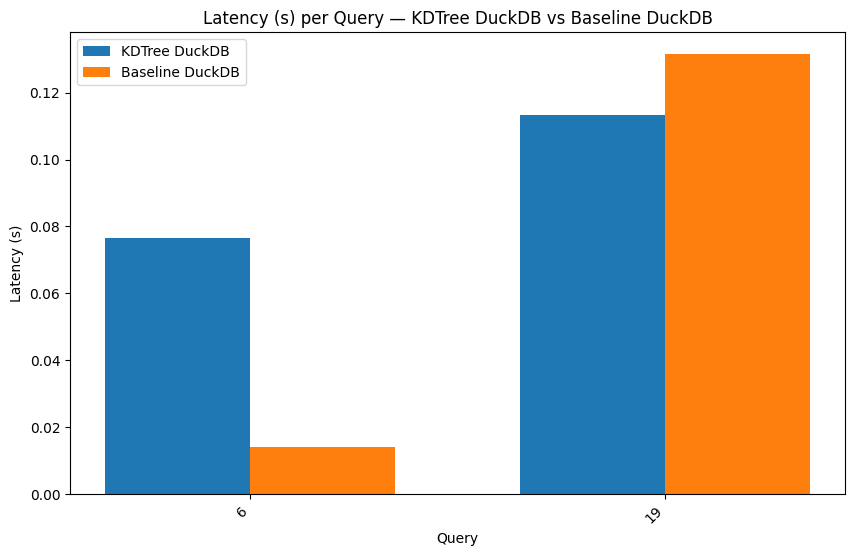 Latency (s) per Query — KDTree DuckDB vs Baseline DuckDB
KDTree DuckDB
Baseline DuckDB
Latency (s)
0.12
0.10
0.08
0.06
0.04
0.02
0.00
6
19
Query